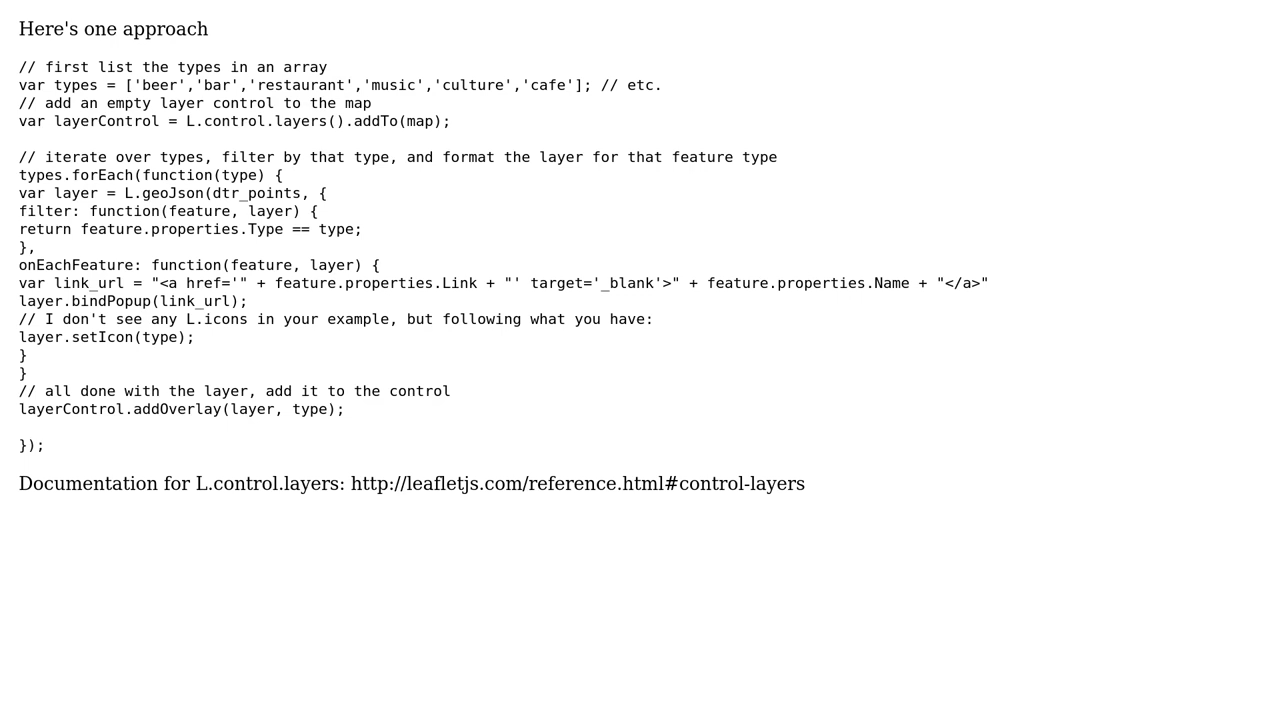 Here's one approach
// first list the types in an array
var types = ['beer','bar','restaurant','music','culture','cafe']; // etc.
// add an empty layer control to the map
var layerControl = L.control.layers().addTo(map);
// iterate over types, filter by that type, and format the layer for that feature type
types.forEach(function(type) {
var layer = L.geoJson(dtr_points, {
filter: function(feature, layer) {
return feature.properties.Type == type;
},
onEachFeature: function(feature, layer) {
var link_url = "<a href='" + feature.properties.Link + "' target='_blank'>" + feature.properties.Name + "</a>"
layer.bindPopup(link_url);
// I don't see any L.icons in your example, but following what you have:
layer.setIcon(type);
}
}
// all done with the layer, add it to the control
layerControl.addOverlay(layer, type);
});
Documentation for L.control.layers: http://leafletjs.com/reference.html#control-layers